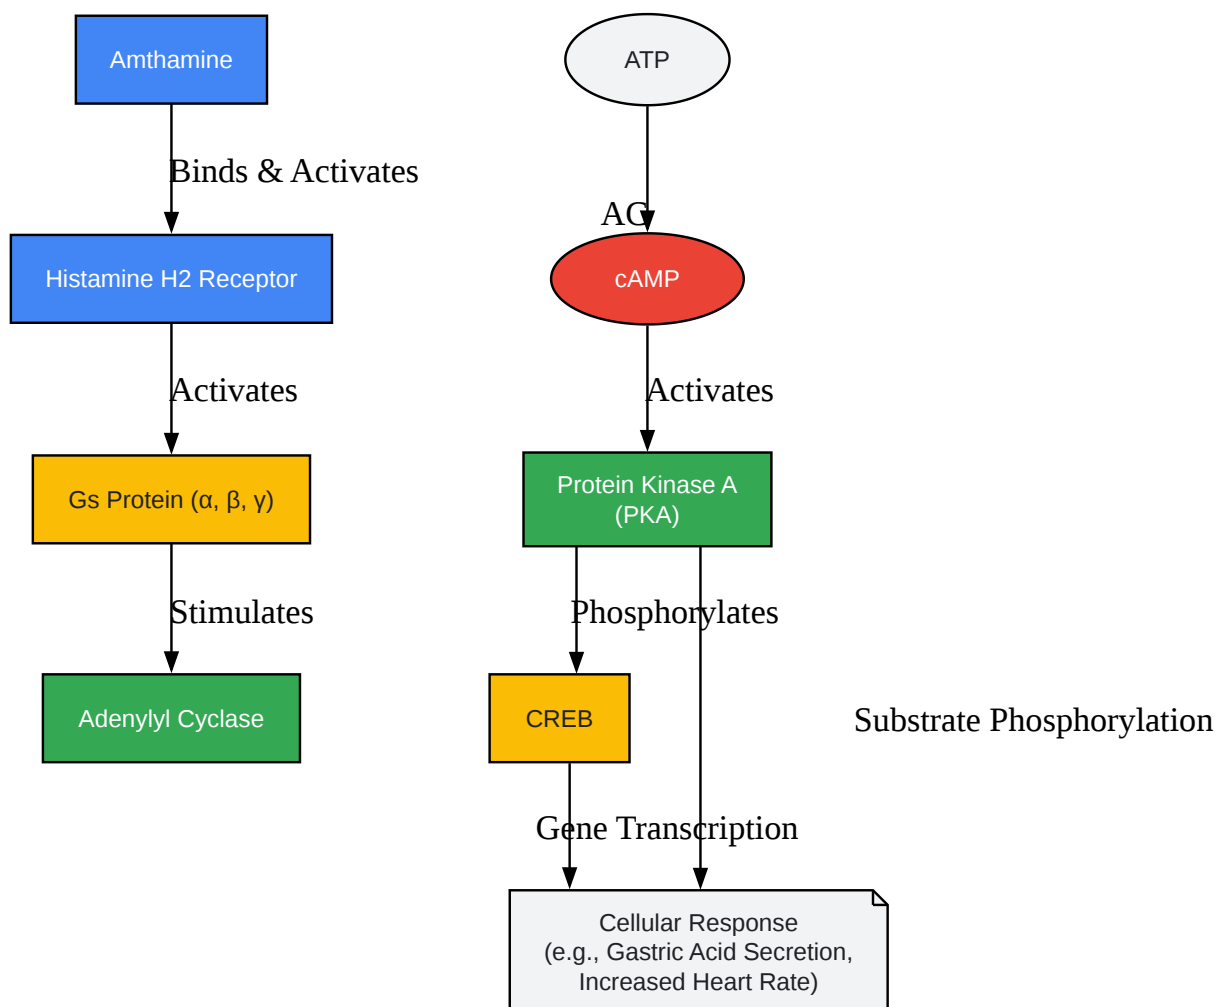 Amthamine
ATP
Binds & Activates
AC
Histamine H2 Receptor
cAMP
Activates
Activates
Gs Protein (α, β, γ)
Protein Kinase A
(PKA)
Stimulates
Phosphorylates
Adenylyl Cyclase
CREB
Substrate Phosphorylation
Gene Transcription
Cellular Response
(e.g., Gastric Acid Secretion,
Increased Heart Rate)